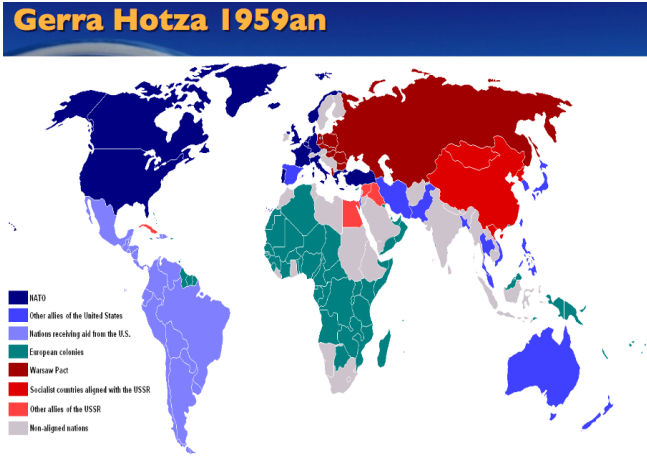 Gerra Hotza 1959an
NATO
Other allies of the United States
Nations receiving aid from the U.S.
European colonies
Warsaw Pact
Socialist countries aligned with the USSR
Other allies of the USSR
Non-aligned nations